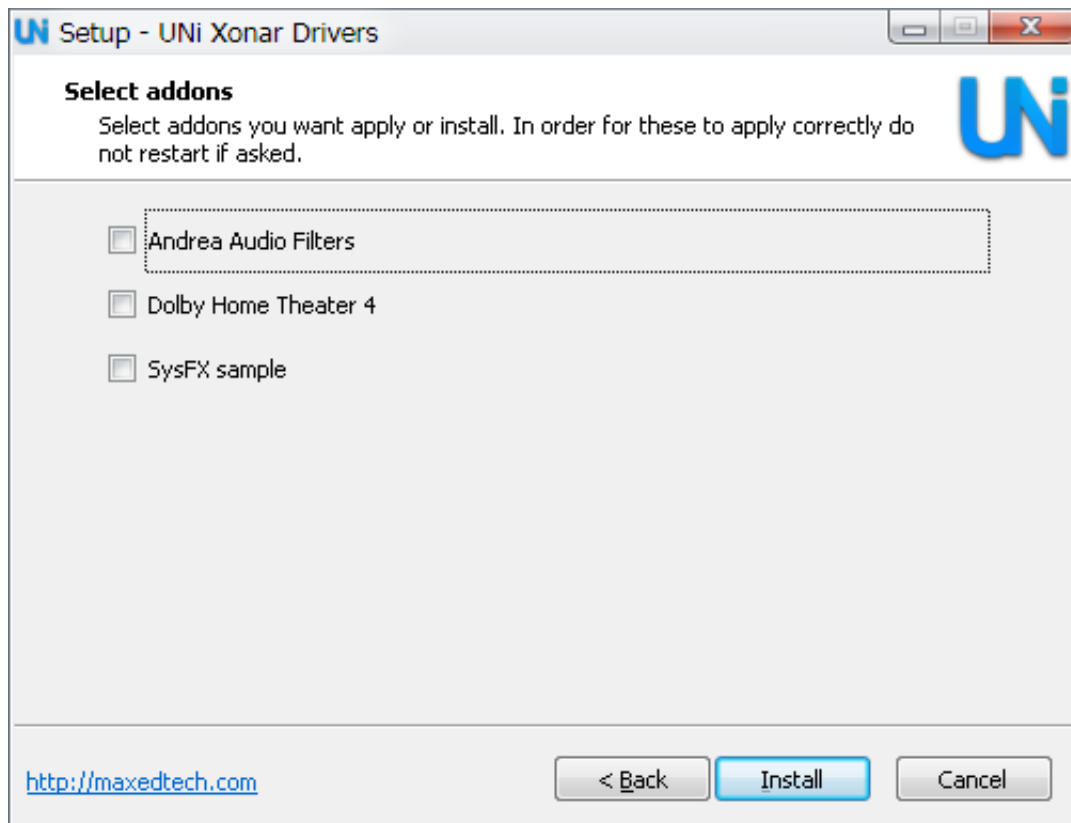 UNi Setup - UNi Xonar Drivers
Select addons
Select addons you want apply or install. In order for these to apply correctly do
not restart if asked.
UNi
Andrea Audio Filters
Dolby Home Theater 4
SysFX sample
http://maxedtech.com
< Back
Install
Cancel